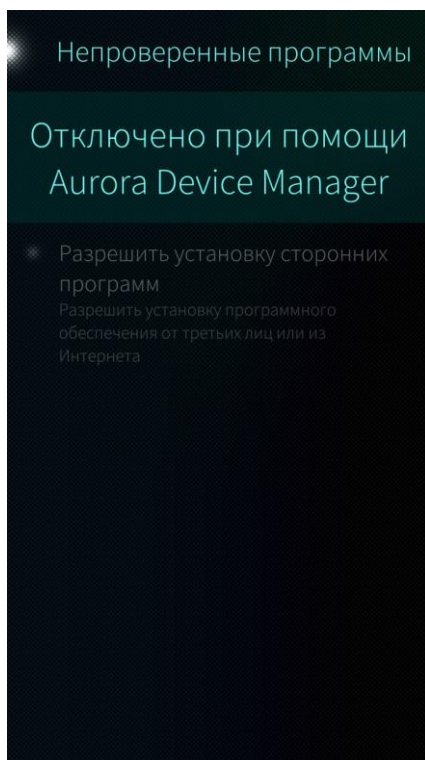 Непроверенные программы
Отключено при помощи
Aurora Device Manager
Разрешить установку сторонних
программ
Разрешить установку программного
обеспечения от третьих лиц или из
Интернета